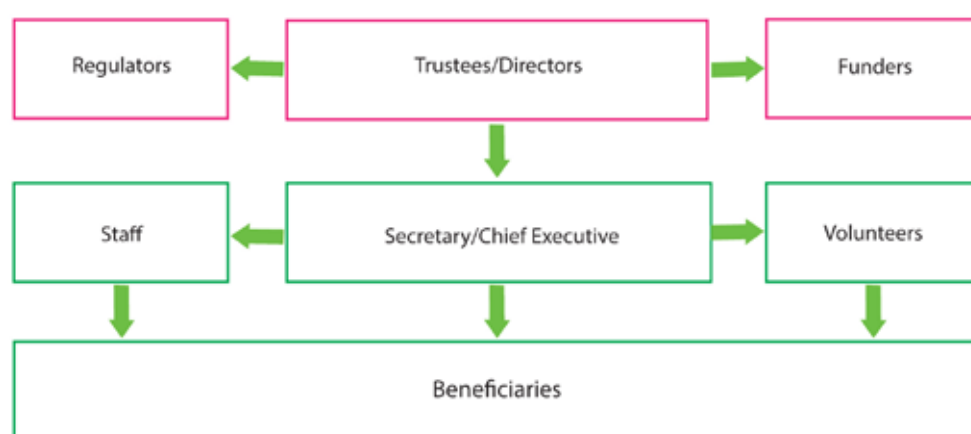 Regulators
Trustees/Directors
Funders
Staff
Secretary/Chief Executive
Volunteers
Beneficiaries